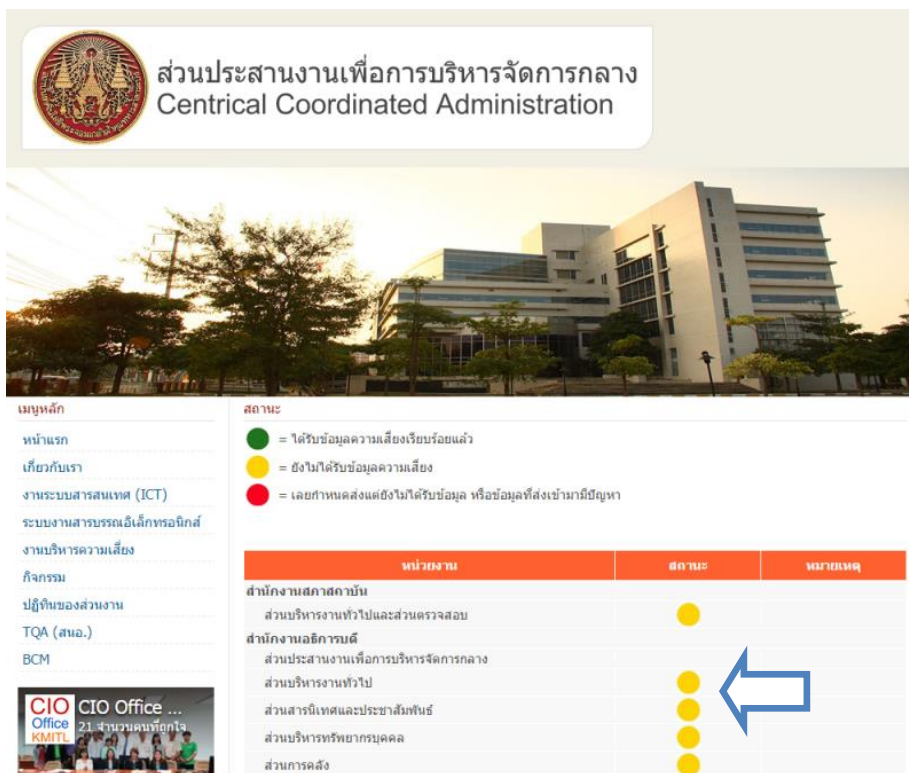 ส่วนประสานงานเพื่อการบริหารจัดการกลาง
Centrical Coordinated Administration
เมนูหลัก
หน้าแรก
เกี่ยวกับเรา
งานระบบสารสนเทศ (ICT)
ระบบงานสารบรรณอิเล็กทรอนิกส์
งานบริหารความเสี่ยง
กิจกรรม
ปฏิทินของส่วนงาน
TQA (สนอ.)
BCM
CIO Office KMITL
CIO Office ...
21 จำนวนคนที่ถูกใจ
สถานะ
= ได้รับข้อมูลความเสี่ยงเรียบร้อยแล้ว
= ยังไม่ได้รับข้อมูลความเสี่ยง
= เลยกำหนดส่งแต่ยังไม่ได้รับข้อมูล หรือข้อมูลที่ส่งเข้ามามีปัญหา
หน่วยงาน สถานะ หมายเหตุ
สำนักงานสภาสถาบัน
ส่วนบริหารงานทั่วไปและส่วนตรวจสอบ
สำนักงานอธิการบดี
ส่วนประสานงานเพื่อการบริหารจัดการกลาง
ส่วนบริหารงานทั่วไป
ส่วนสารนิเทศและประชาสัมพันธ์
ส่วนบริหารทรัพยากรบุคคล
ส่วนการคลัง